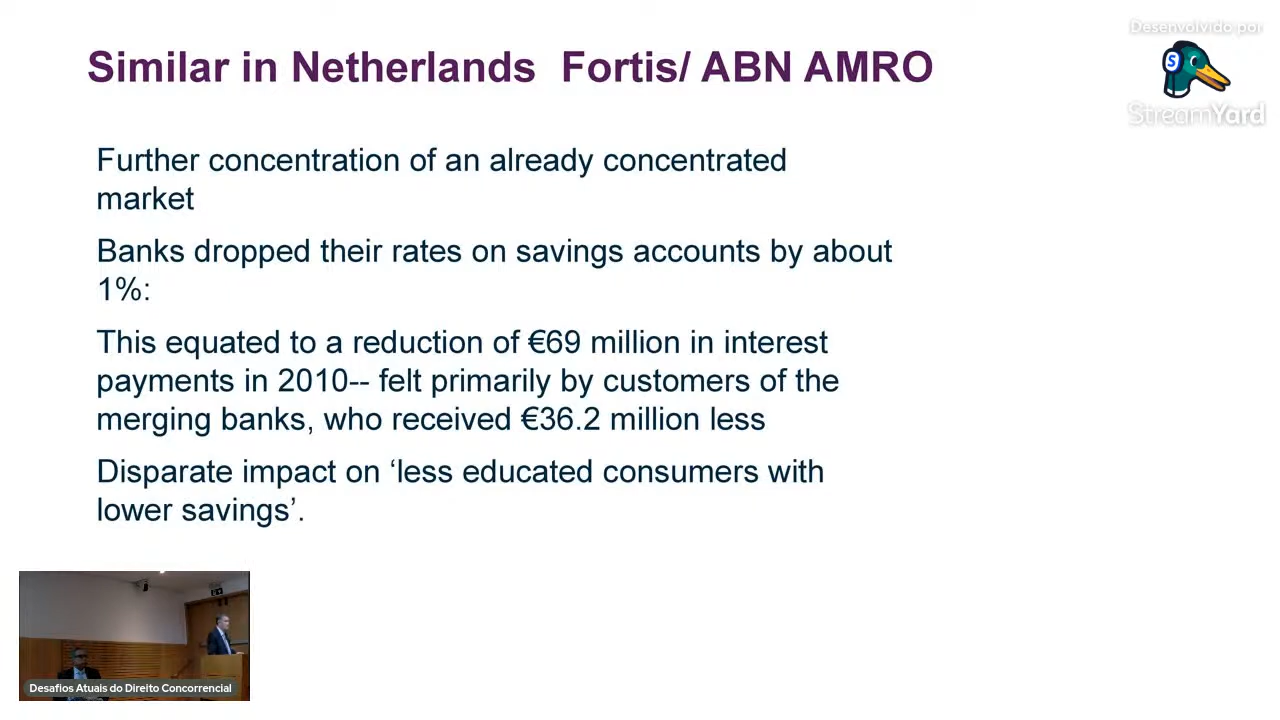 Desenvolvido por
StreamYard
Similar in Netherlands Fortis/ ABN AMRO
Further concentration of an already concentrated
market
Banks dropped their rates on savings accounts by about
1%:
This equated to a reduction of €69 million in interest
payments in 2010-- felt primarily by customers of the
merging banks, who received €36.2 million less
Disparate impact on ‘less educated consumers with
lower savings’.
Desafios Atuais do Direito Concorrencial